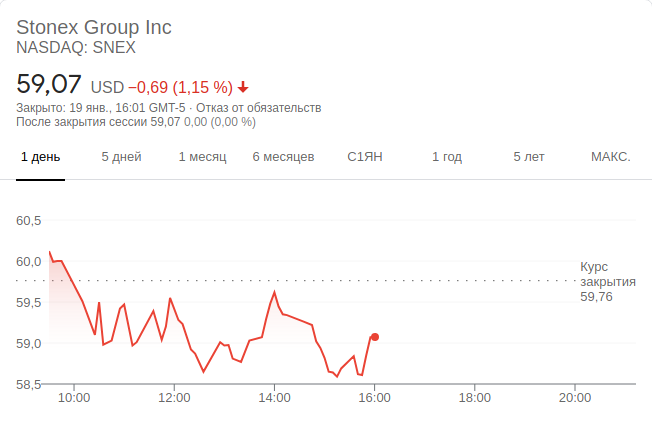 Stonex Group Inc
NASDAQ: SNEX
59,07 USD −0,69 (1,15 %)
Закрыто: 19 янв., 16:01 GMT-5 · Отказ от обязательств
После закрытия сессии 59,07 0,00 (0,00 %)
1 день 5 дней 1 месяц 6 месяцев С1ЯН 1 год 5 лет МАКС.
60,5
60,0
Курс
закрытия
59,76
59,5
59,0
58,5
10:00 12:00 14:00 16:00 18:00 20:00